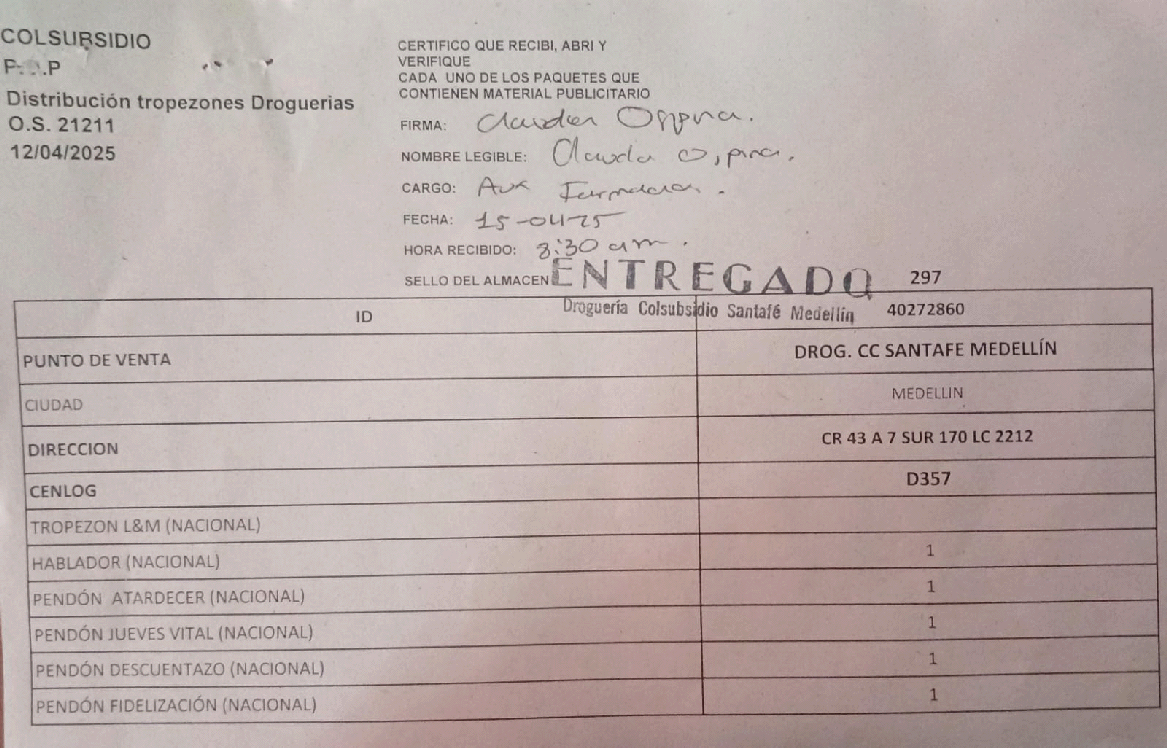 COLSUBSIDIO
Distribución tropezones Droguerias
O.S. 21211
12/04/2025
CERTIFICO QUE RECIBI, ABRI Y
VERIFIQUE
CADA UNO DE LOS PAQUETES QUE
CONTIENEN MATERIAL PUBLICITARIO
FIRMA: Ospina.
NOMBRE LEGIBLE: Ospina.
CARGO: Aux
FECHA: 15-04-25
HORA RECIBIDO: 8:30 am.
SELLO DEL ALMACEN ENTREGADO 297
ID Droguería Colsubsidio Santafé Medellín 40272860
PUNTO DE VENTA DROG. CC SANTAFE MEDELLÍN
CIUDAD MEDELLIN
DIRECCION CR 43 A 7 SUR 170 LC 2212
CENLOG D357
TROPEZON L&M (NACIONAL)
HABLADOR (NACIONAL) 1
PENDÓN ATARDECER (NACIONAL) 1
PENDÓN JUEVES VITAL (NACIONAL) 1
PENDÓN DESCUENTAZO (NACIONAL) 1
PENDÓN FIDELIZACIÓN (NACIONAL) 1